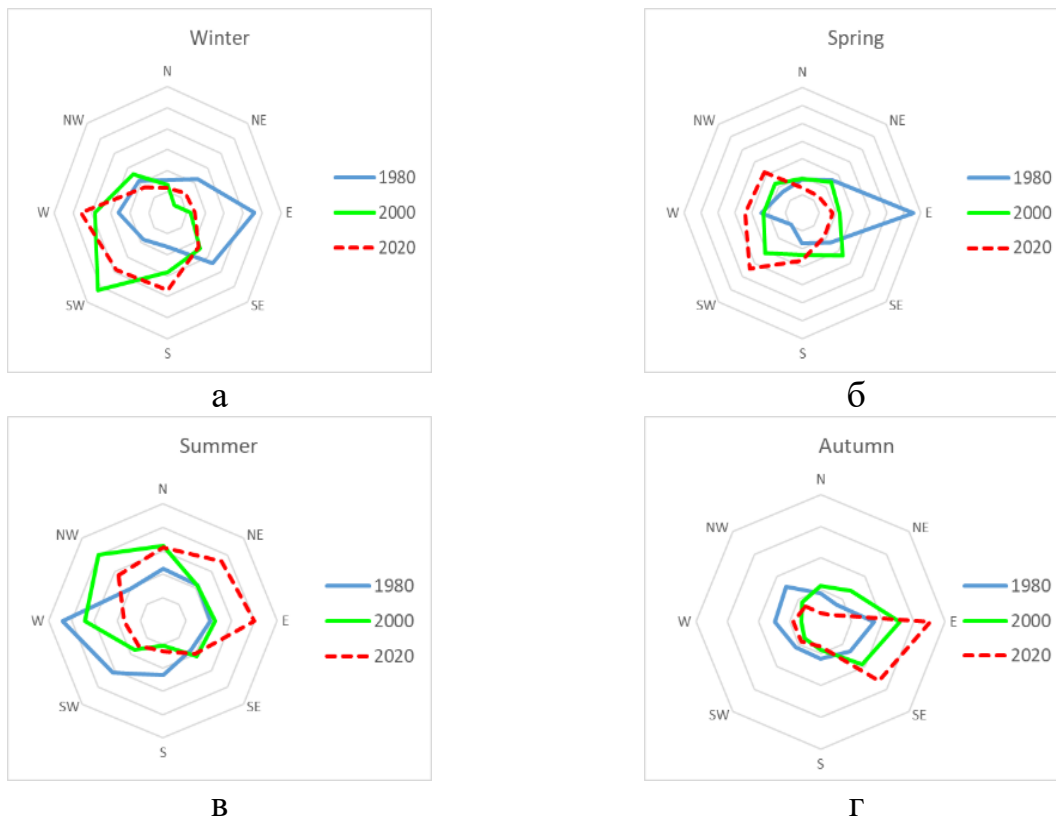 Winter
N
NW
NE
W
E
SW
SE
S
1980
2000
2020
а
Spring
N
NW
NE
W
E
SW
SE
S
1980
2000
2020
б
Summer
N
NW
NE
W
E
SW
SE
S
1980
2000
2020
в
Autumn
N
NW
NE
W
E
SW
SE
S
1980
2000
2020
г